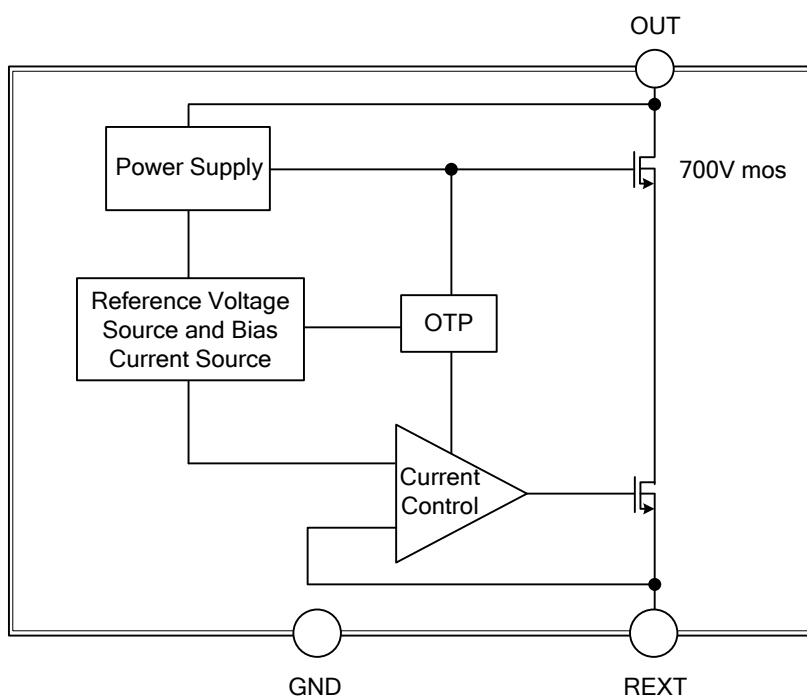 OUT
Power Supply
700V mos
Reference Voltage
Source and Bias
Current Source
OTP
Current
Control
GND
REXT